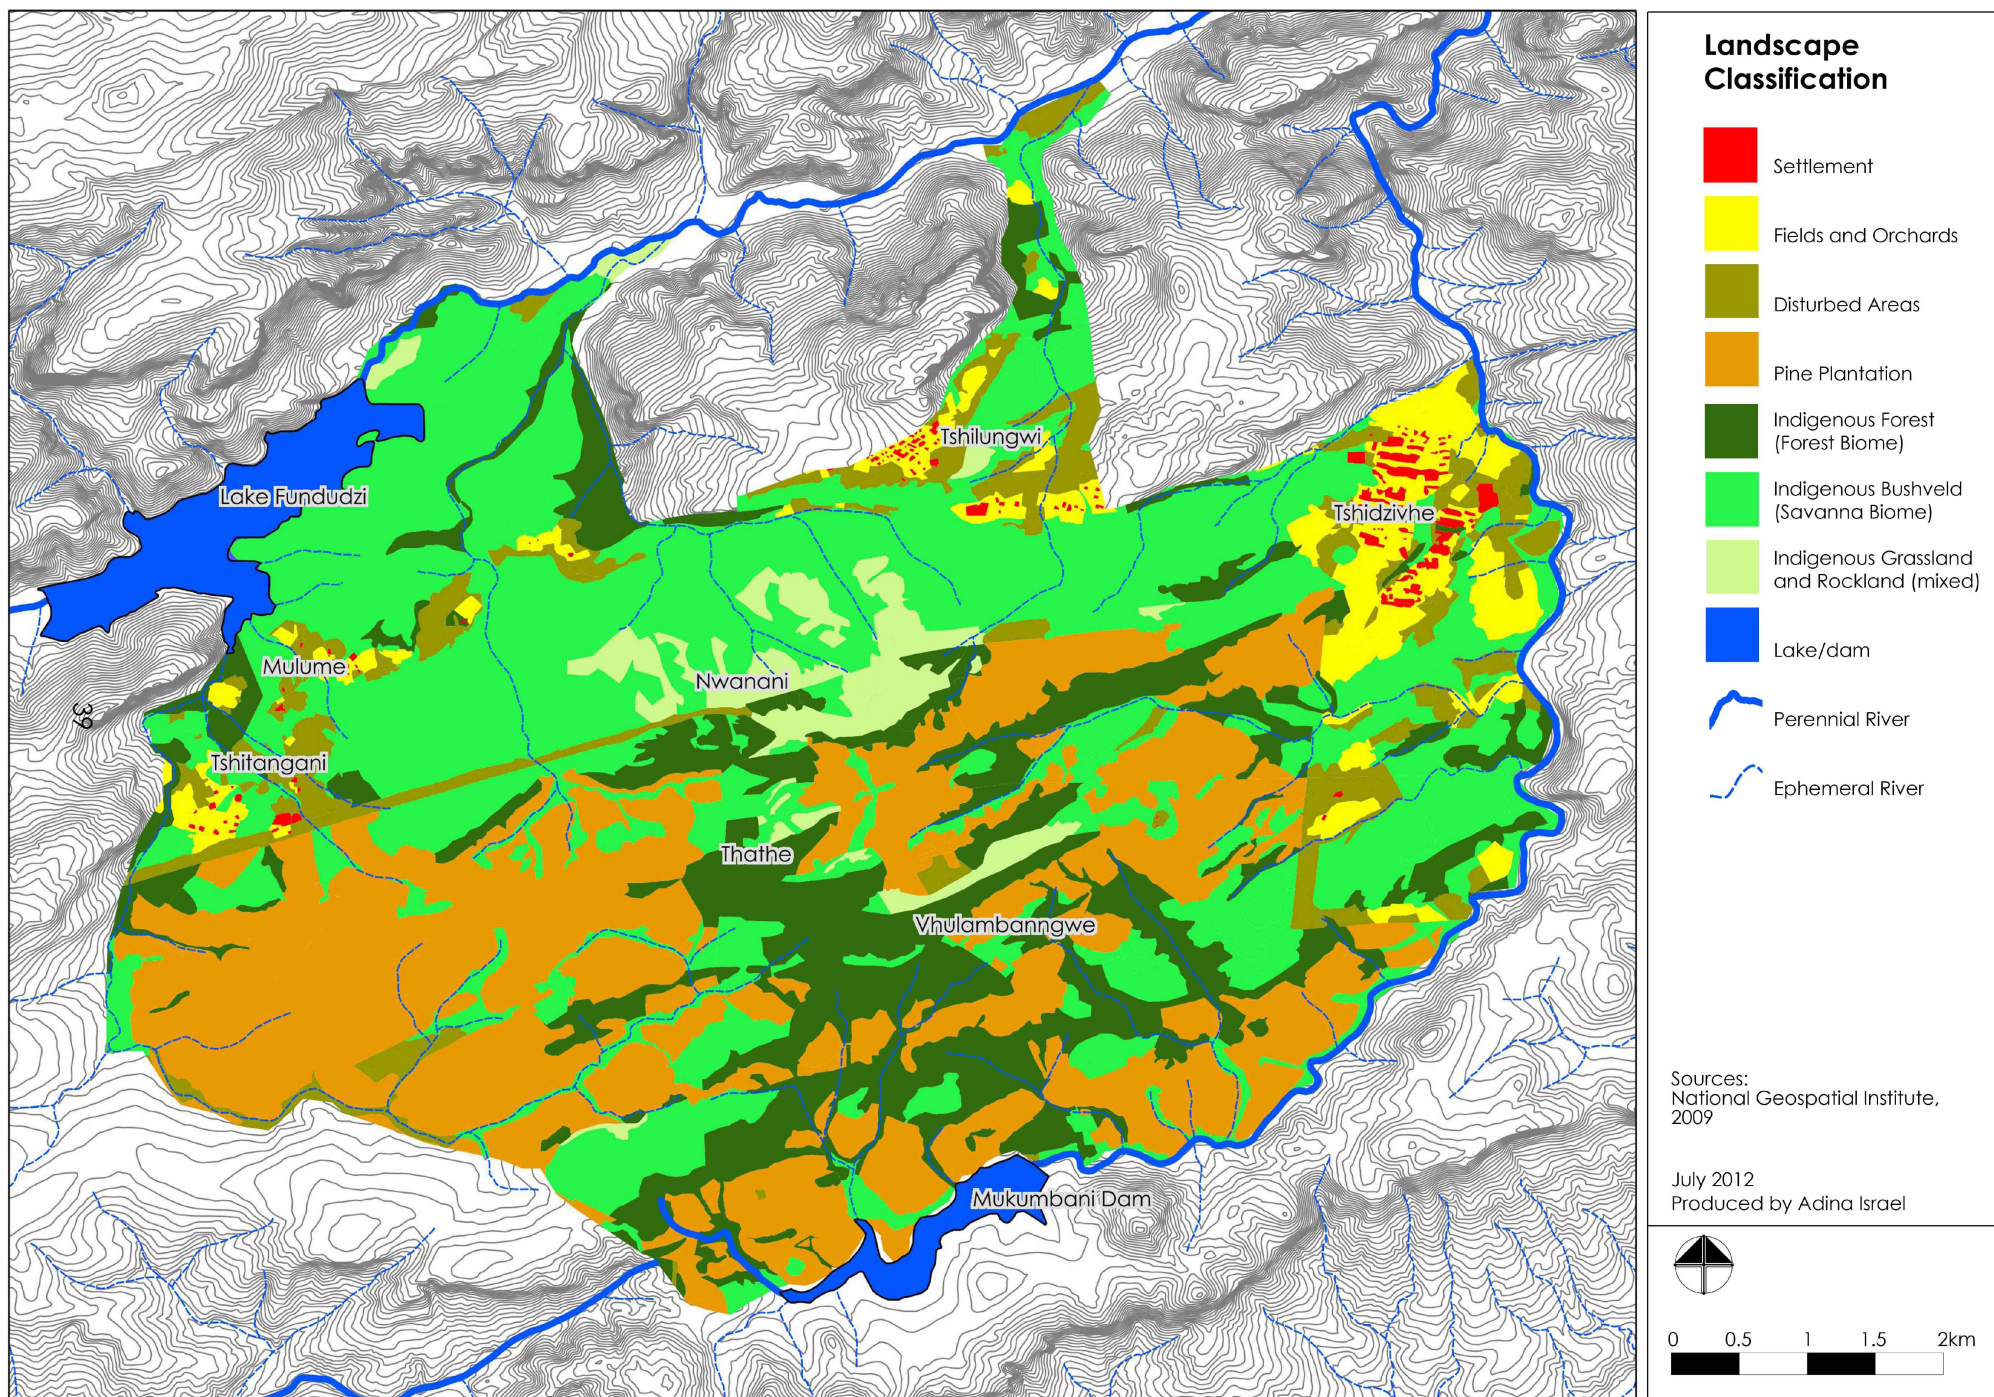 Landscape
Classification
Settlement
Fields and Orchards
Disturbed Areas
Pine Plantation
Indigenous Forest
(Forest Biome)
Indigenous Bushveld
(Savanna Biome)
Indigenous Grassland
and Rockland (mixed)
Lake/dam
Perennial River
Ephemeral River
Sources:
National Geospatial Institute,
2009
July 2012
Produced by Adina Israel
0 0.5 1 1.5 2km
Tshilungwi
Lake Fundudzi
Tshidzivhe
Mulume
Nwanani
39
Tshitangani
Thathe
Vhulambanngwe
Mukumbani Dam